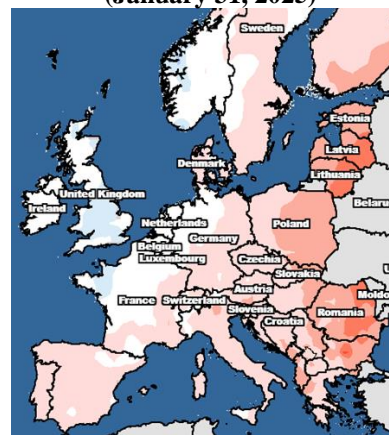 (January 31, 2025)
Sweden
Estonia
Latvia
Denmark
Lithuania
United Kingdom
Ireland
Belaru
Netherlands
Poland
Belgium
Germany
Luxembourg
Czechia
Slovakia
Austria
France
Switzerland
Slovenia
Moldo
Croatia
Romania